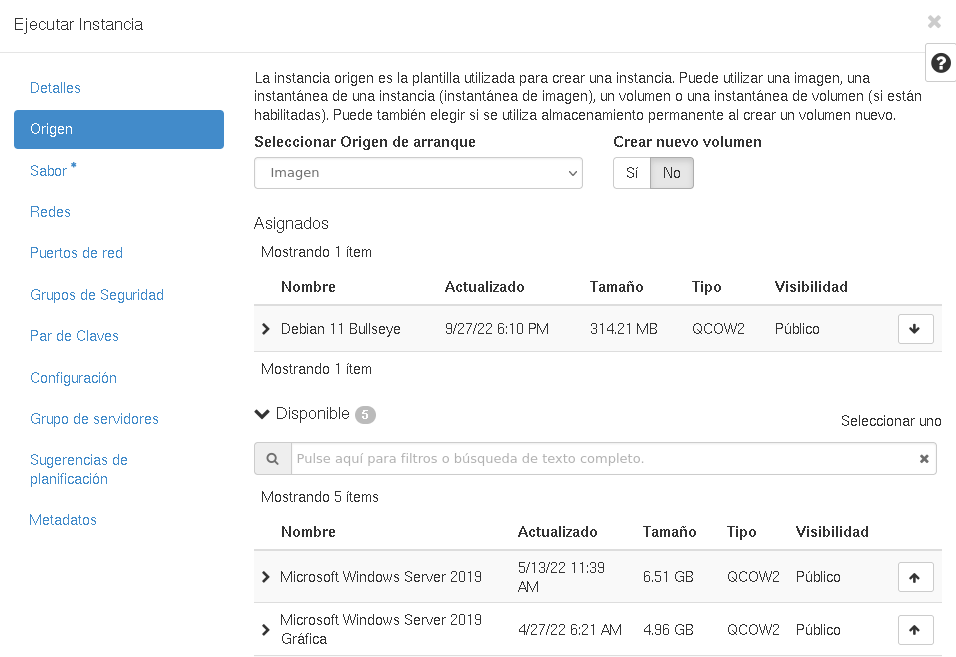 Ejecutar Instancia
Detalles
Origen
Sabor *
Redes
Puertos de red
Grupos de Seguridad
Par de Claves
Configuración
Grupo de servidores
Sugerencias de
planificación
Metadatos
La instancia origen es la plantilla utilizada para crear una instancia. Puede utilizar una imagen, una
instantánea de una instancia (instantánea de imagen), un volumen o una instantánea de volumen (si están
habilitadas). Puede también elegir si se utiliza almacenamiento permanente al crear un volumen nuevo.
Seleccionar Origen de arranque Crear nuevo volumen
Imagen Sí No
Asignados
Mostrando 1 ítem
Nombre Actualizado Tamaño Tipo Visibilidad
Debian 11 Bullseye 9/27/22 6:10 PM 314.21 MB QCOW2 Público
Mostrando 1 ítem
Disponible 5
Seleccionar uno
Pulse aquí para filtros o búsqueda de texto completo.
Mostrando 5 ítems
Nombre Actualizado Tamaño Tipo Visibilidad
Microsoft Windows Server 2019 5/13/22 11:39 AM 6.51 GB QCOW2 Público
Microsoft Windows Server 2019
Gráfica 4/27/22 6:21 AM 4.96 GB QCOW2 Público